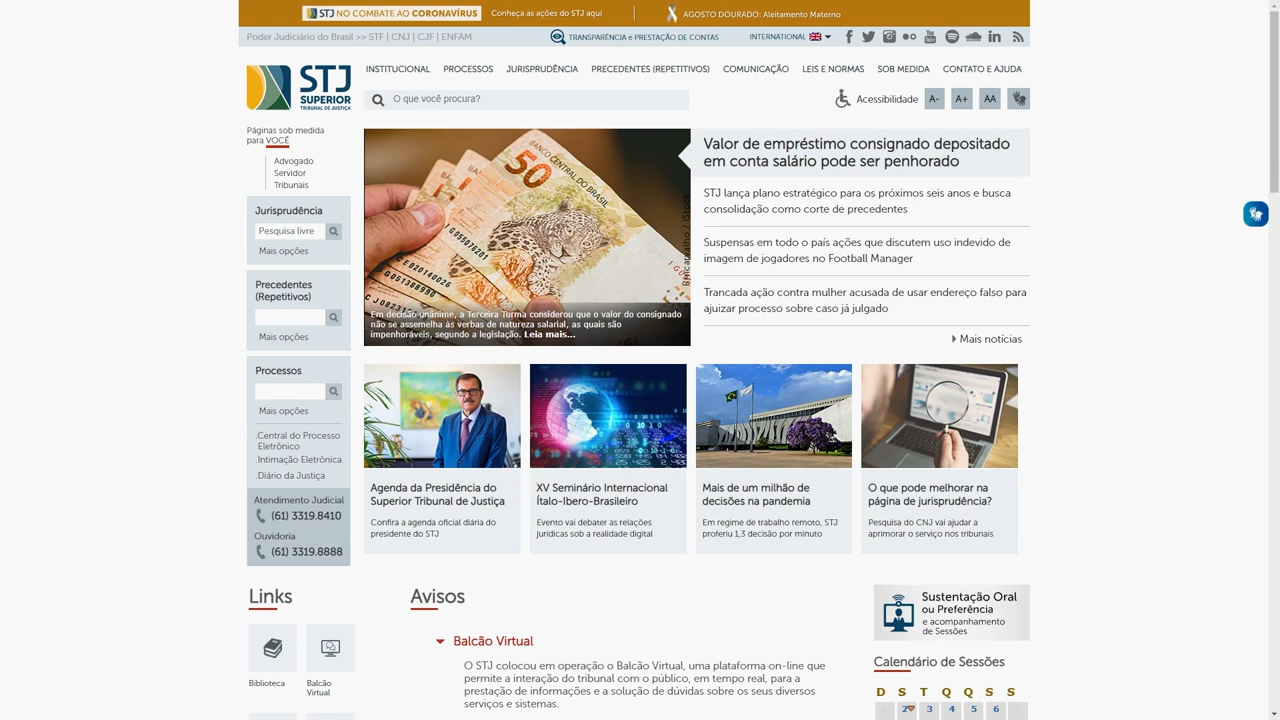 STJ NO COMBATE AO CORONAVÍRUS
Conheça as ações do STJ aqui
AGOSTO DOURADO: Aleitamento Materno
Poder Judiciário do Brasil >> STF | CNJ | CJF | ENFAM
TRANSPARÊNCIA e PRESTAÇÃO DE CONTAS
INTERNATIONAL
STJ
SUPERIOR
TRIBUNAL DE JUSTIÇA
INSTITUCIONAL PROCESSOS JURISPRUDÊNCIA PRECEDENTES (REPETITIVOS) COMUNICAÇÃO LEIS E NORMAS SOB MEDIDA CONTATO E AJUDA
O que você procura?
Acessibilidade A- A+ AA
Páginas sob medida
para VOCÊ
Advogado
Servidor
Tribunais
Jurisprudência
Pesquisa livre
Mais opções
Precedentes
(Repetitivos)
Mais opções
Processos
Mais opções
.Central do Processo
Eletrônico
.Intimação Eletrônica
.Diário da Justiça
Atendimento Judicial
(61) 3319.8410
Ouvidoria
(61) 3319.8888
BANCO CENTRAL DO BRASIL
50
Em decisão unânime, a Terceira Turma considerou que o valor do consignado
não se assemelha às verbas de natureza salarial, as quais são
impenhoráveis, segundo a legislação. Leia mais...
Valor de empréstimo consignado depositado
em conta salário pode ser penhorado
STJ lança plano estratégico para os próximos seis anos e busca
consolidação como corte de precedentes
Suspensas em todo o país ações que discutem uso indevido de
imagem de jogadores no Football Manager
Trancada ação contra mulher acusada de usar endereço falso para
ajuizar processo sobre caso já julgado
Mais notícias
Agenda da Presidência do
Superior Tribunal de Justiça
Confira a agenda oficial diária do
presidente do STJ
XV Seminário Internacional
Ítalo-Ibero-Brasileiro
Evento vai debater as relações
jurídicas sob a realidade digital
Mais de um milhão de
decisões na pandemia
Em regime de trabalho remoto, STJ
proferiu 1,3 decisão por minuto
O que pode melhorar na
página de jurisprudência?
Pesquisa do CNJ vai ajudar a
aprimorar o serviço nos tribunais
Links
Biblioteca
Balcão
Virtual
Avisos
Balcão Virtual
O STJ colocou em operação o Balcão Virtual, uma plataforma on-line que
permite a interação do tribunal com o público, em tempo real, para a
prestação de informações e a solução de dúvidas sobre os seus diversos
serviços e sistemas.
Sustentação Oral
ou Preferência
e acompanhamento
de Sessões
Calendário de Sessões
D S T Q Q S S
2 3 4 5 6